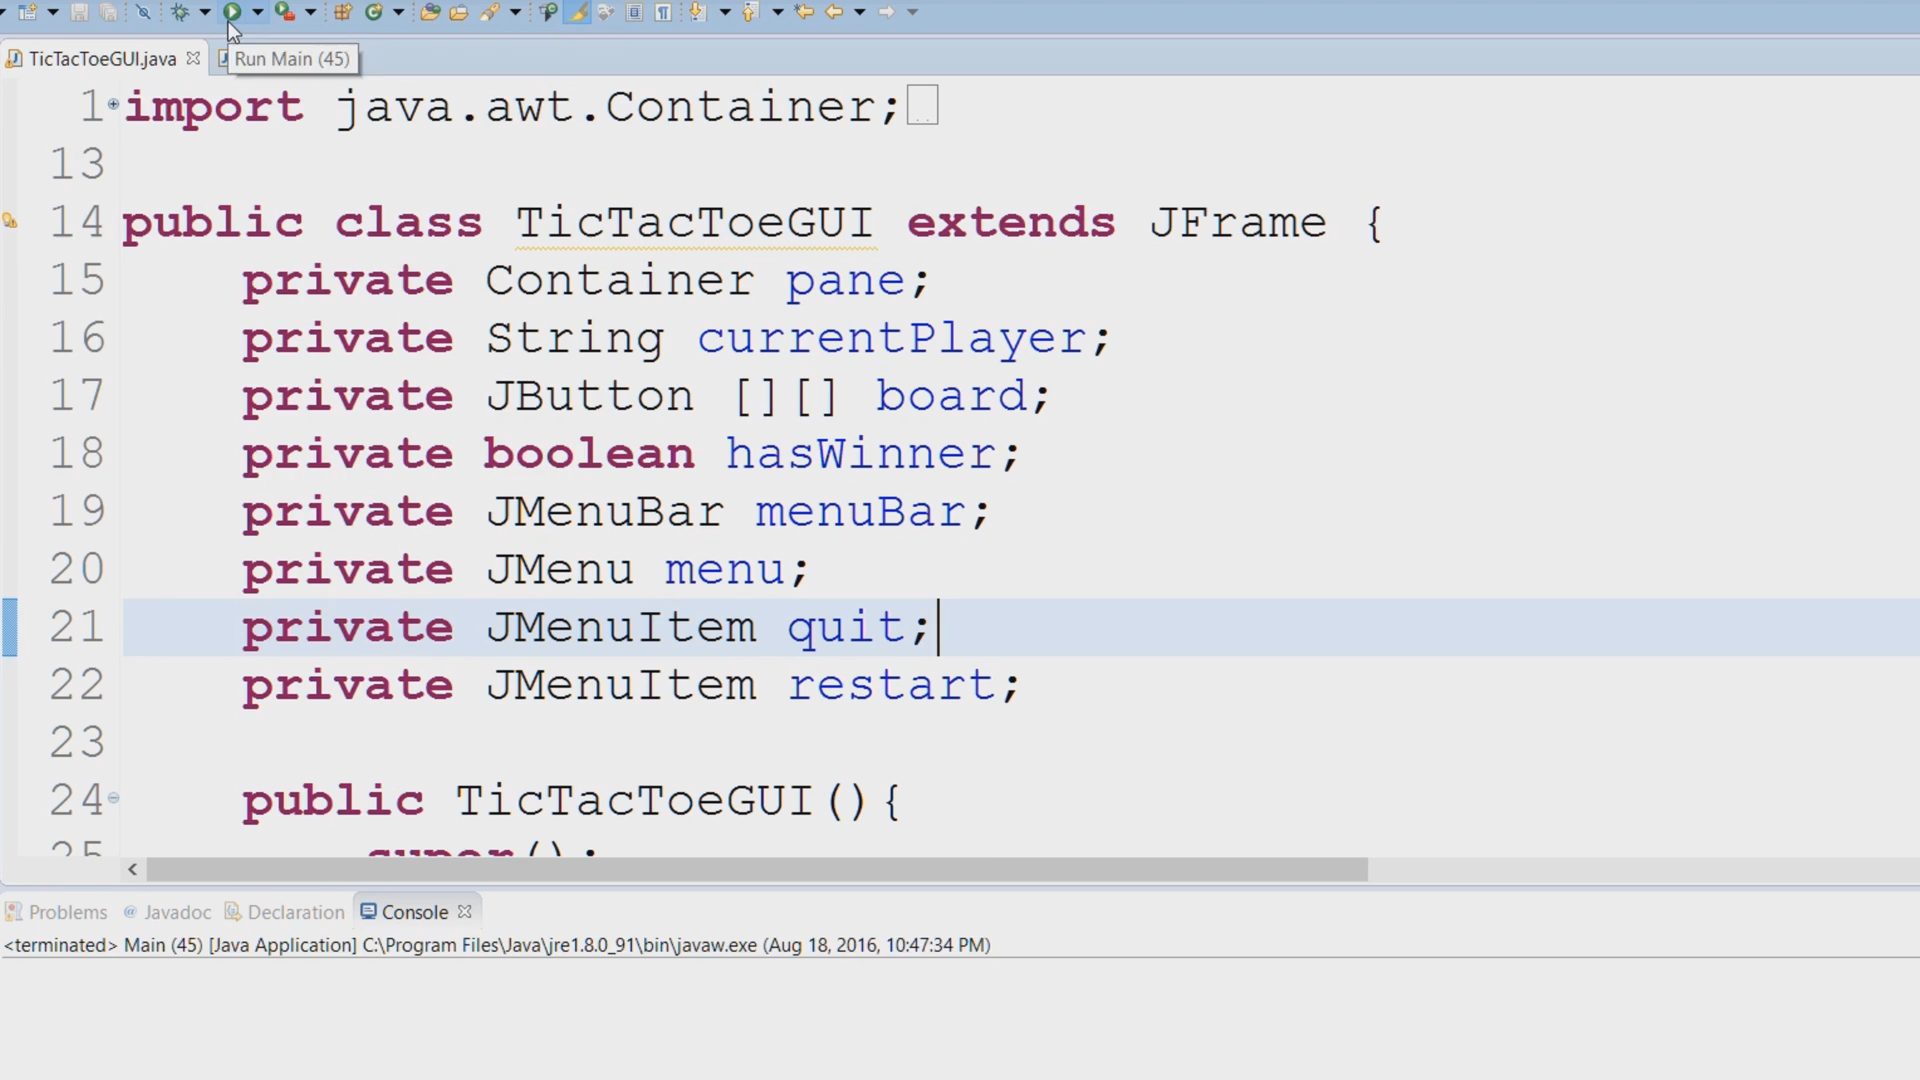 TicTacToeGUI.java
Run Main (45)
1 import java.awt.Container;
13
14 public class TicTacToeGUI extends JFrame {
15 private Container pane;
16 private String currentPlayer;
17 private JButton [][] board;
18 private boolean hasWinner;
19 private JMenuBar menuBar;
20 private JMenu menu;
21 private JMenuItem quit;
22 private JMenuItem restart;
23
24 public TicTacToeGUI(){
25 super();
Problems @ Javadoc Declaration Console
<terminated> Main (45) [Java Application] C:\Program Files\Java\jre1.8.0_91\bin\javaw.exe (Aug 18, 2016, 10:47:34 PM)